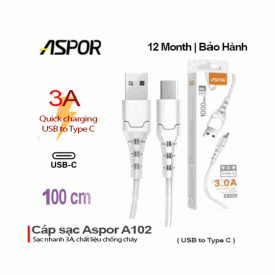 ASPOR
12 Month | Bảo Hành
3A
Quick charging
USB to Type C
USB-C
100 cm
ASPOR
1000mm
3.0A
Cáp sạc Aspor A102
Sạc nhanh 3A, chất liệu chống cháy
( USB to Type C )